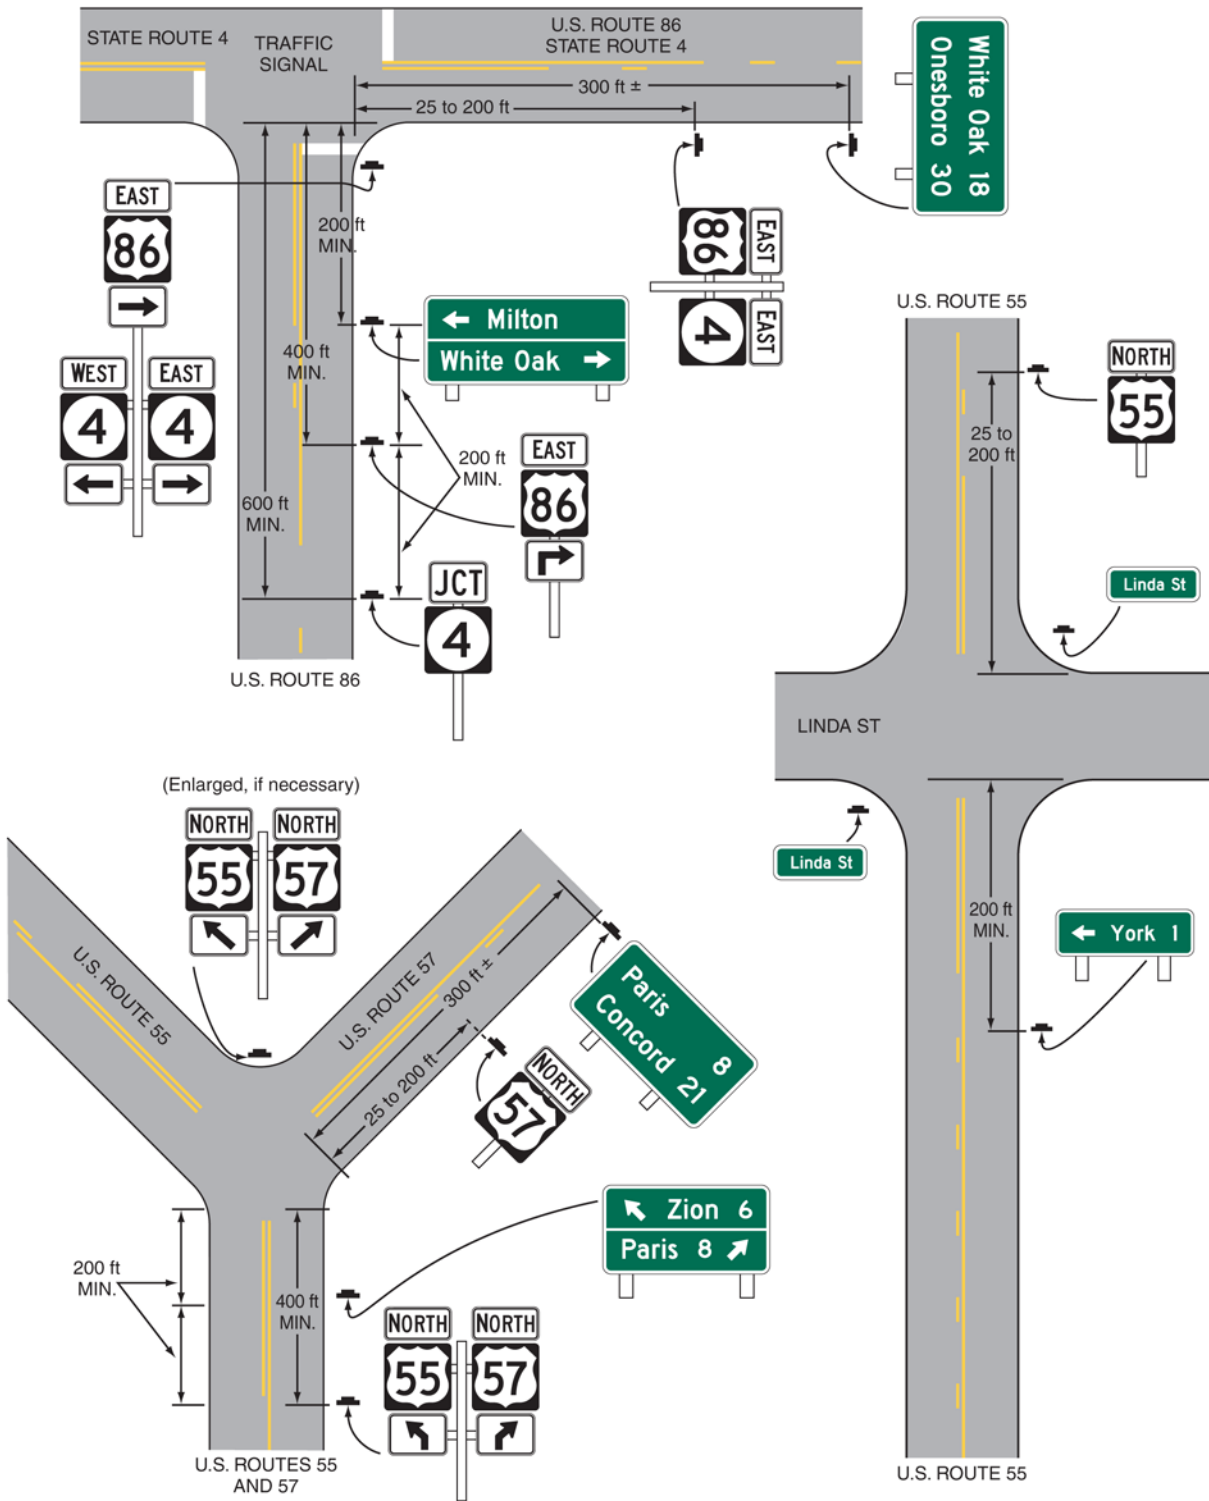 STATE ROUTE 4
TRAFFIC
SIGNAL
U.S. ROUTE 86
STATE ROUTE 4
300 ft ±
25 to 200 ft
White Oak 18
Onesboro 30
EAST
86
WEST
4
EAST
4
200 ft
MIN.
400 ft
MIN.
600 ft
MIN.
Milton
White Oak
200 ft
MIN.
EAST
86
JCT
4
U.S. ROUTE 86
86
EAST
4
EAST
U.S. ROUTE 55
NORTH
55
25 to
200 ft
Linda St
LINDA ST
Linda St
200 ft
MIN.
York 1
U.S. ROUTE 55
(Enlarged, if necessary)
NORTH
55
NORTH
57
U.S. ROUTE 55
U.S. ROUTE 57
300 ft ±
25 to 200 ft
Paris 8
Concord 21
NORTH
57
Zion 6
Paris 8
200 ft
MIN.
400 ft
MIN.
NORTH
55
NORTH
57
U.S. ROUTES 55
AND 57